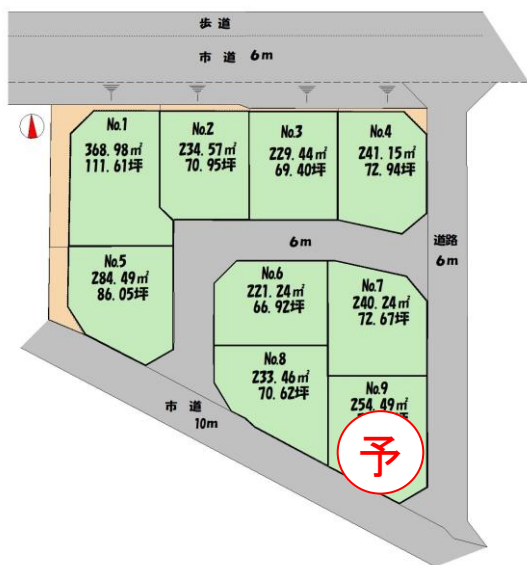 歩道
市道 6m
No.1
368.98㎡
111.61坪
No.2
234.57㎡
70.95坪
No.3
229.44㎡
69.40坪
No.4
241.15㎡
72.94坪
6m
道路
6m
No.5
284.49㎡
86.05坪
No.6
221.24㎡
66.92坪
No.7
240.24㎡
72.67坪
No.8
233.46㎡
70.62坪
No.9
254.49㎡
予
市道
10m